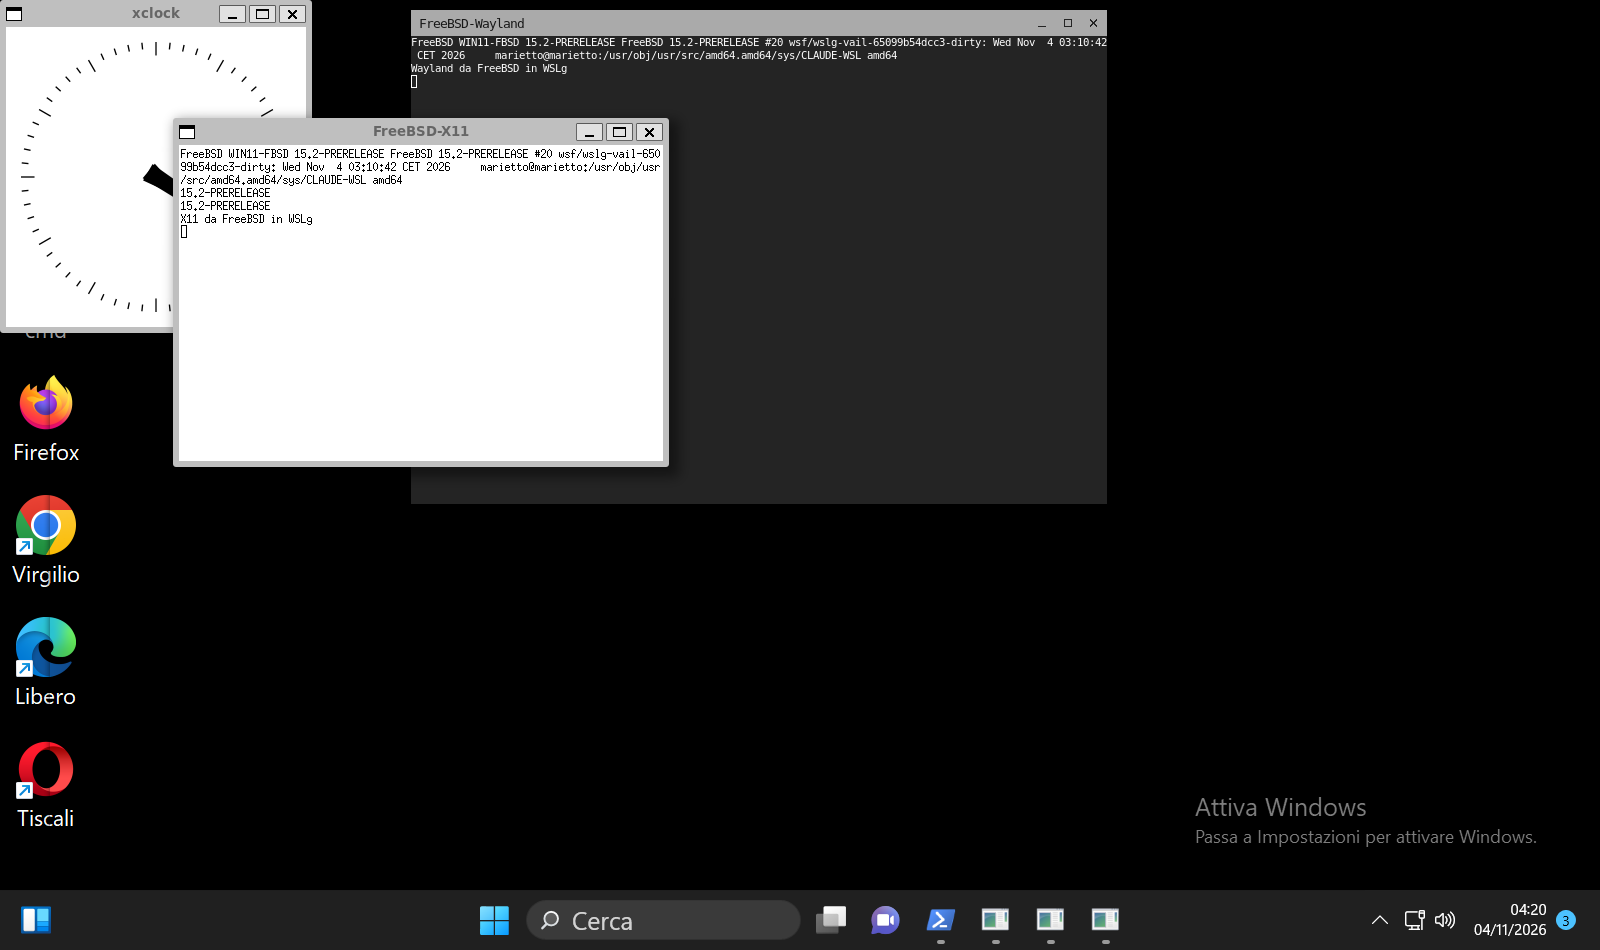 xclock
FreeBSD-Wayland
FreeBSD WIN11-FBSD 15.2-PRERELEASE FreeBSD 15.2-PRERELEASE #20 wsf/wslg-vail-65099b54dcc3-dirty: Wed Nov  4 03:10:42
CET 2026     marietto@marietto:/usr/obj/usr/src/amd64.amd64/sys/CLAUDE-WSL amd64
Wayland da FreeBSD in WSLg
FreeBSD-X11
FreeBSD WIN11-FBSD 15.2-PRERELEASE FreeBSD 15.2-PRERELEASE #20 wsf/wslg-vail-650
99b54dcc3-dirty: Wed Nov  4 03:10:42 CET 2026     marietto@marietto:/usr/obj/usr
/src/amd64.amd64/sys/CLAUDE-WSL amd64
15.2-PRERELEASE
15.2-PRERELEASE
X11 da FreeBSD in WSLg
cmd
Firefox
Virgilio
Libero
Tiscali
Attiva Windows
Passa a Impostazioni per attivare Windows.
Cerca
04:20
04/11/2026
3